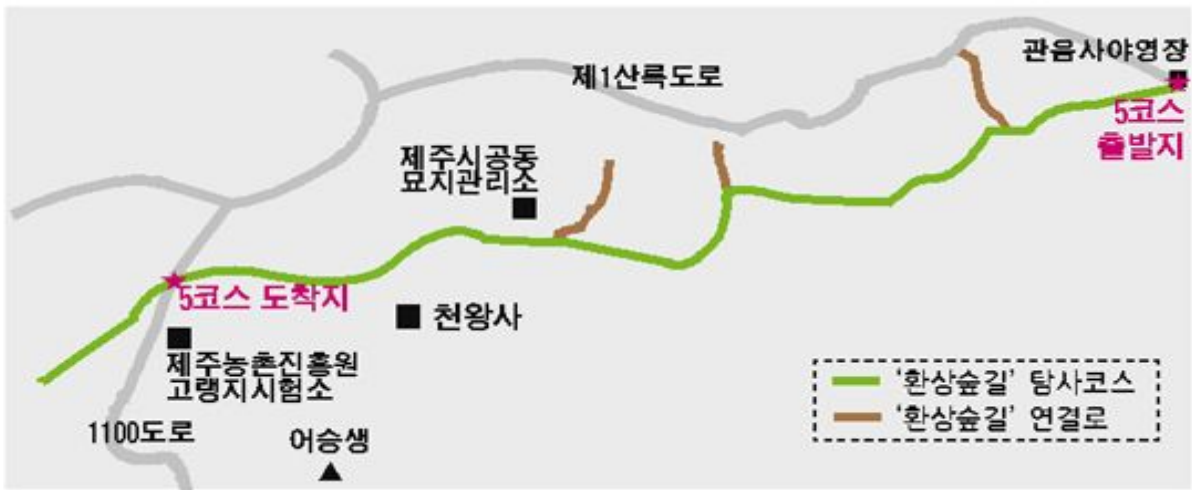 관음사야영장
제1산록도로
5코스
출발지
제주시공동
묘지관리소
5코스 도착지
천왕사
제주농촌진흥원
고랭지시험소
'환상숲길' 탐사코스
'환상숲길' 연결로
1100도로
어승생